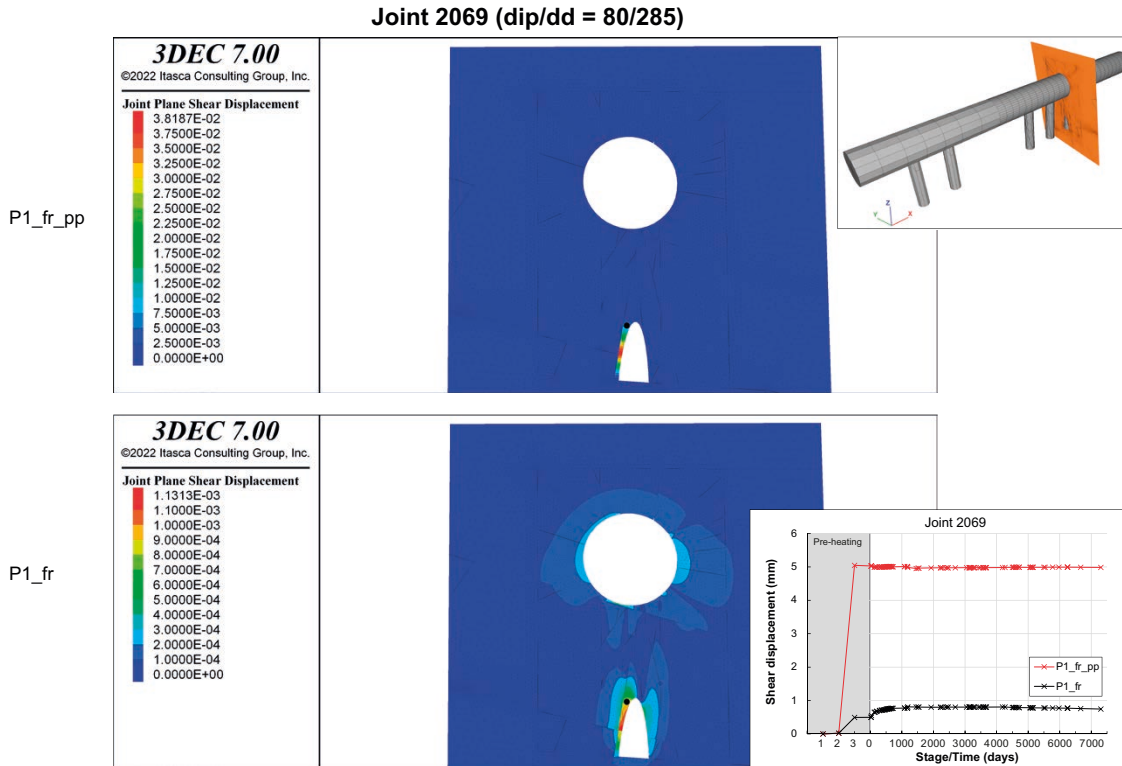 Joint 2069 (dip/dd = 80/285)
P1_fr_pp
3DEC 7.00
©2022 Itasca Consulting Group, Inc.
Joint Plane Shear Displacement
3.8187E-02
3.7500E-02
3.5000E-02
3.2500E-02
3.0000E-02
2.7500E-02
2.5000E-02
2.2500E-02
2.0000E-02
1.7500E-02
1.5000E-02
1.2500E-02
1.0000E-02
7.5000E-03
5.0000E-03
2.5000E-03
0.0000E+00
Z
Y
X
P1_fr
3DEC 7.00
©2022 Itasca Consulting Group, Inc.
Joint Plane Shear Displacement
1.1313E-03
1.1000E-03
1.0000E-03
9.0000E-04
8.0000E-04
7.0000E-04
6.0000E-04
5.0000E-04
4.0000E-04
3.0000E-04
2.0000E-04
1.0000E-04
0.0000E+00
Joint 2069
Pre-heating
Shear displacement (mm)
6
5
4
3
2
1
0
P1_fr_pp
P1_fr
1 2 3 0 1000 2000 3000 4000 5000 6000 7000
Stage/Time (days)